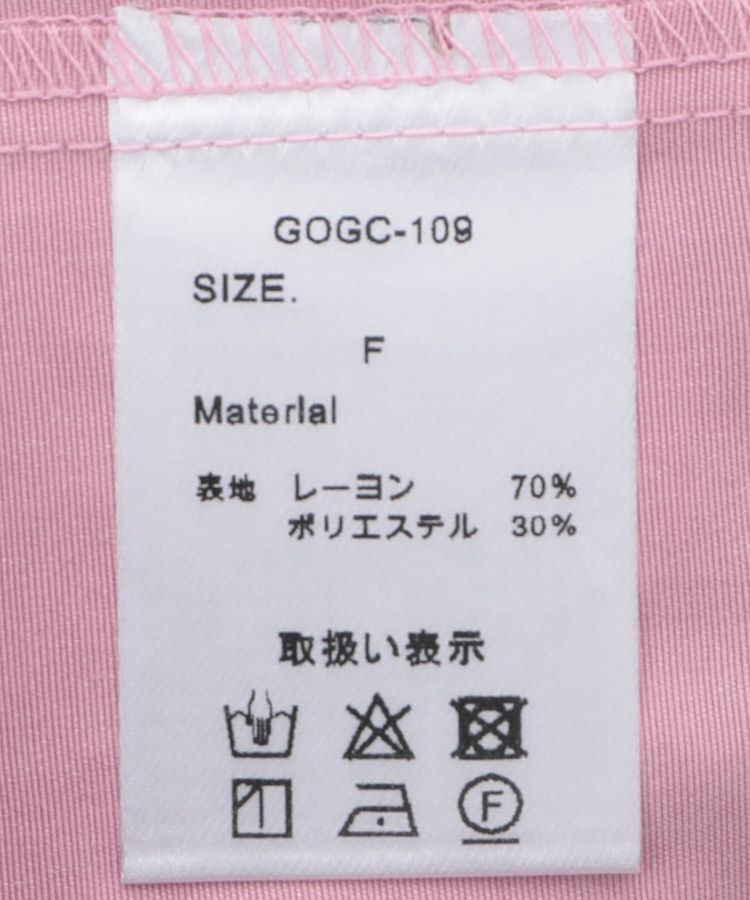 GOGC-109
SIZE.
F
Material
表地 レーヨン 70%
ポリエステル 30%
取扱い表示
F